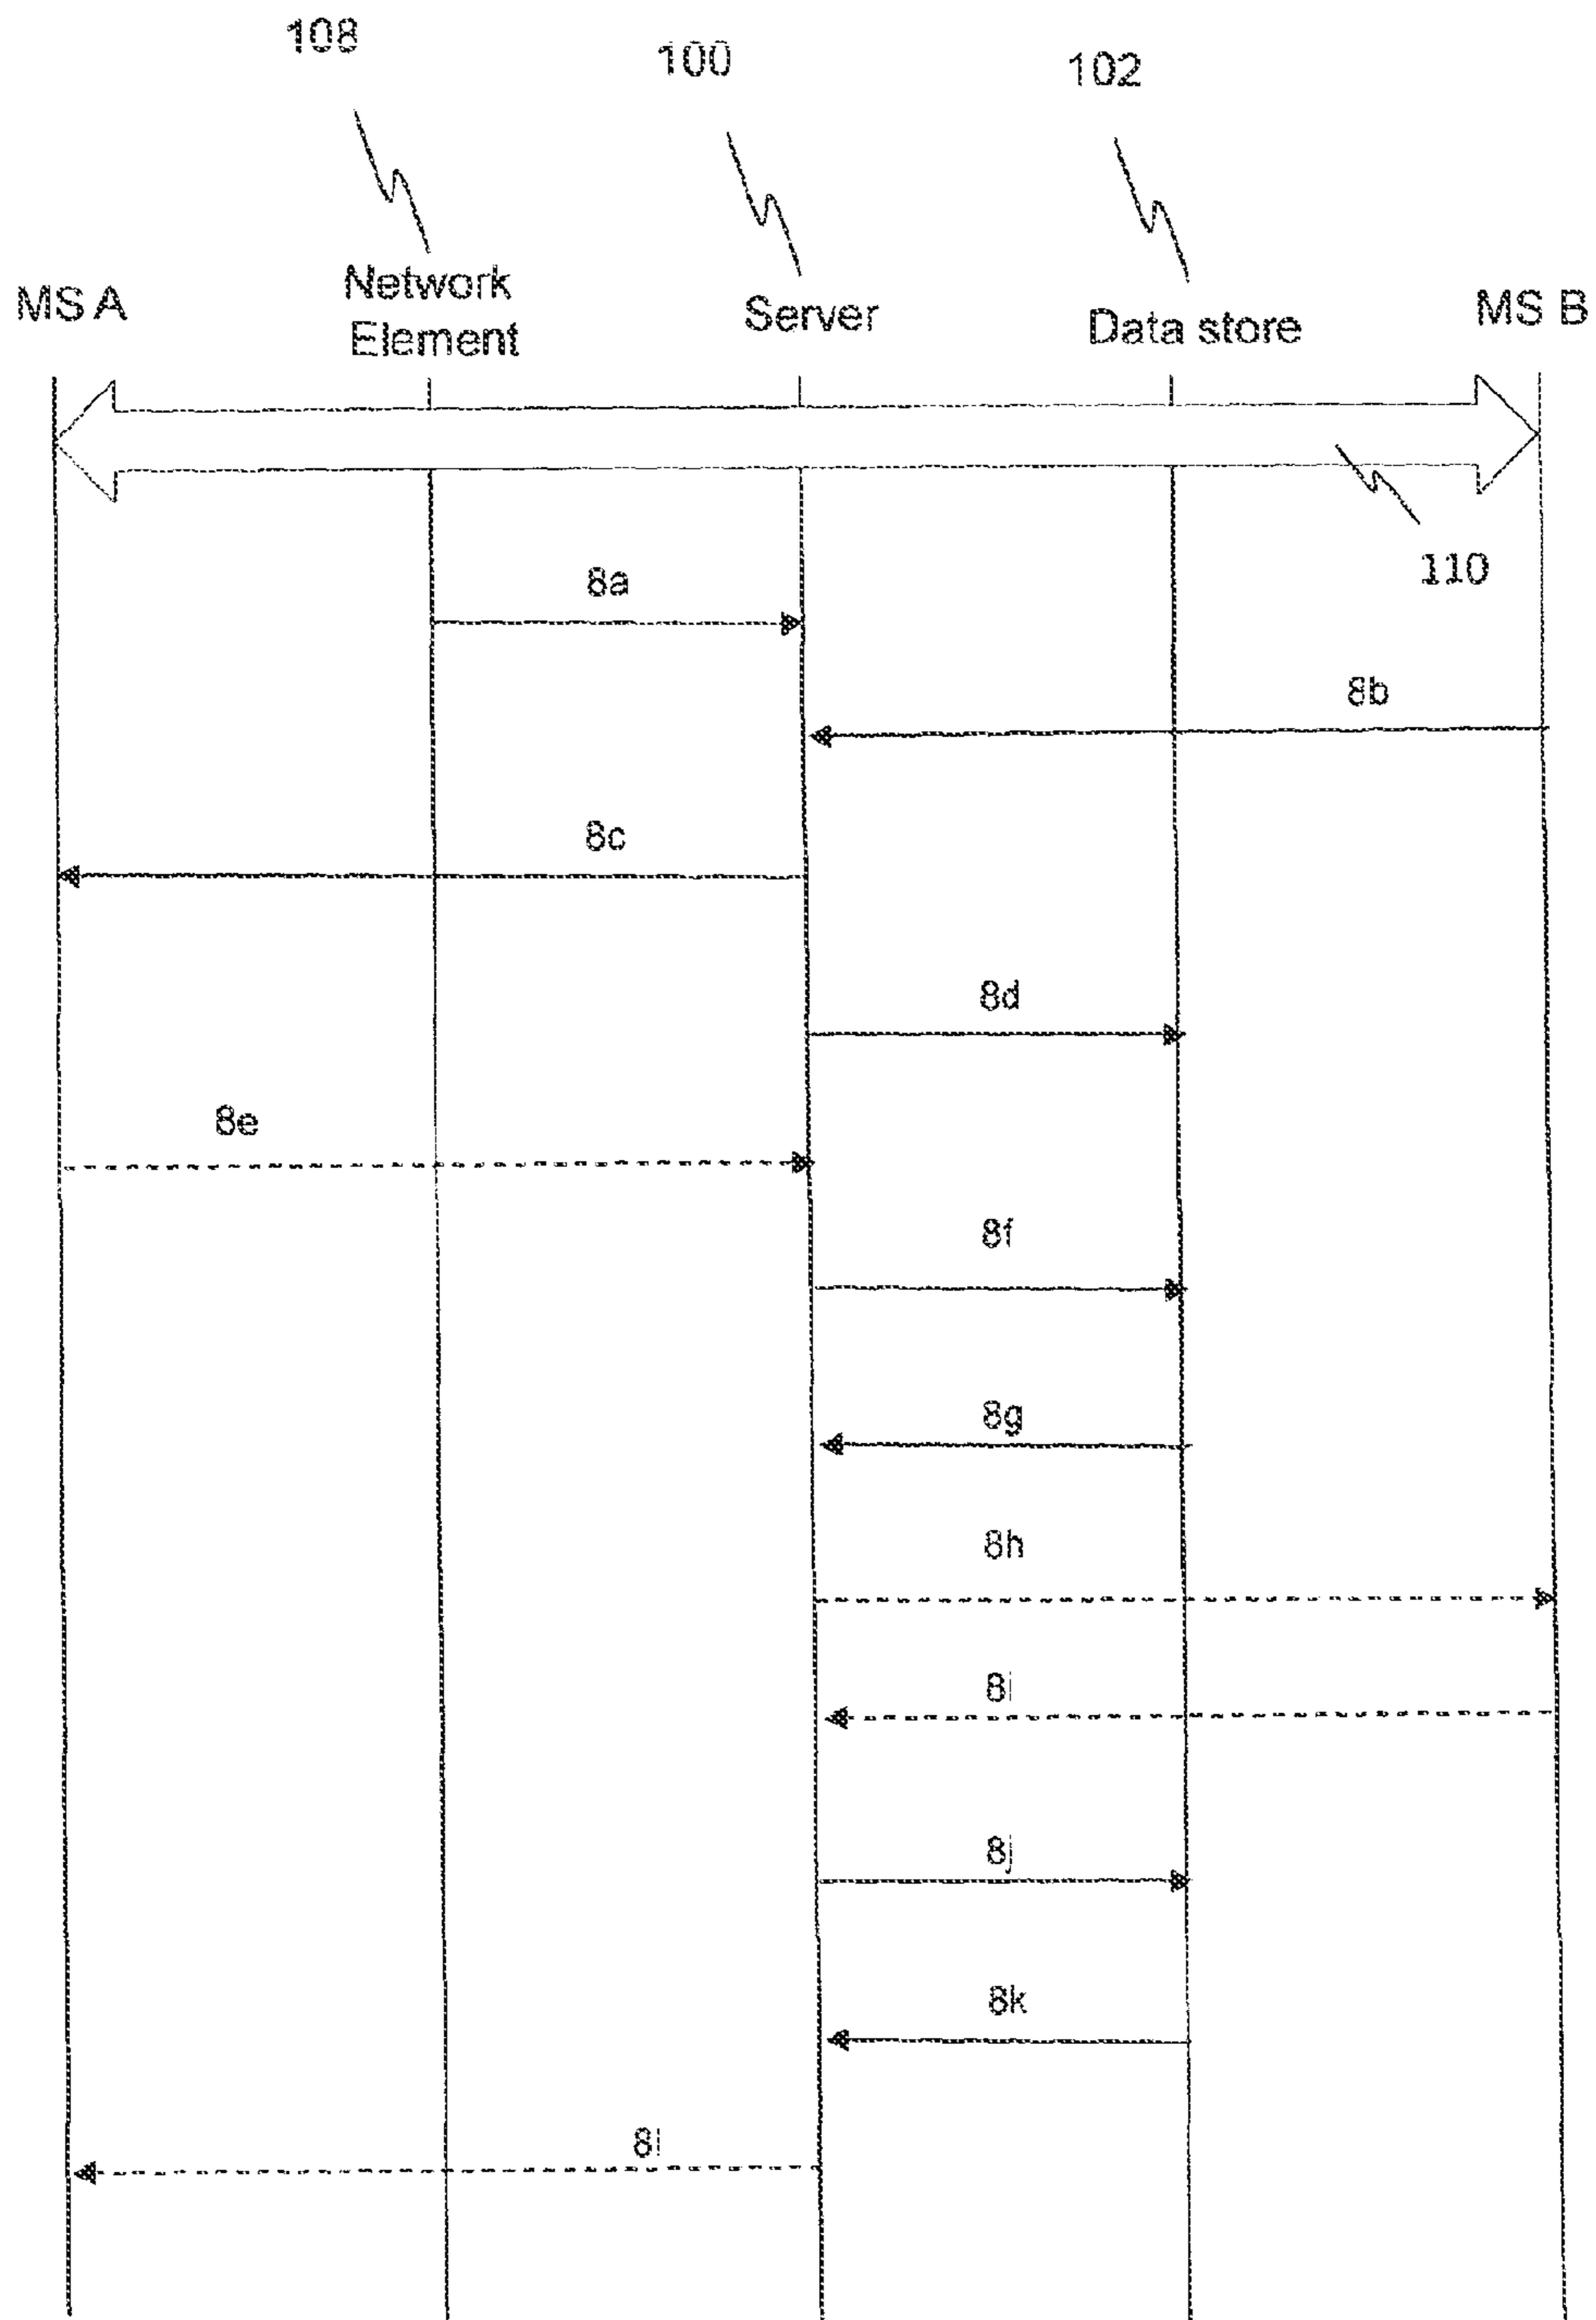 108
100
102
MS A
Network
Element
Server
Data store
MS B
110
8a
8b
8c
8d
8e
8f
8g
8h
8i
8j
8k
8l